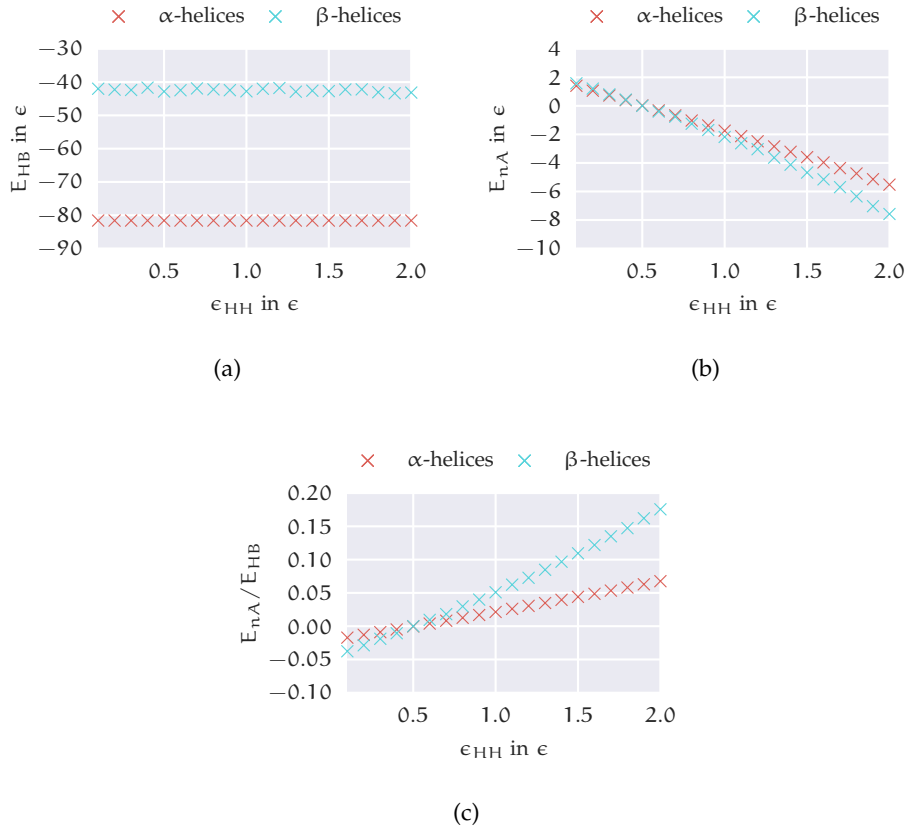 α-helices β-helices
−30
−40
−50
−60
−70
−80
−90
E_HB in ϵ
0.5 1.0 1.5 2.0
ϵ_HH in ϵ
(a)
α-helices β-helices
4
2
0
−2
−4
−6
−8
−10
E_nA in ϵ
0.5 1.0 1.5 2.0
ϵ_HH in ϵ
(b)
α-helices β-helices
0.20
0.15
0.10
0.05
0.00
−0.05
−0.10
E_nA/E_HB
0.5 1.0 1.5 2.0
ϵ_HH in ϵ
(c)